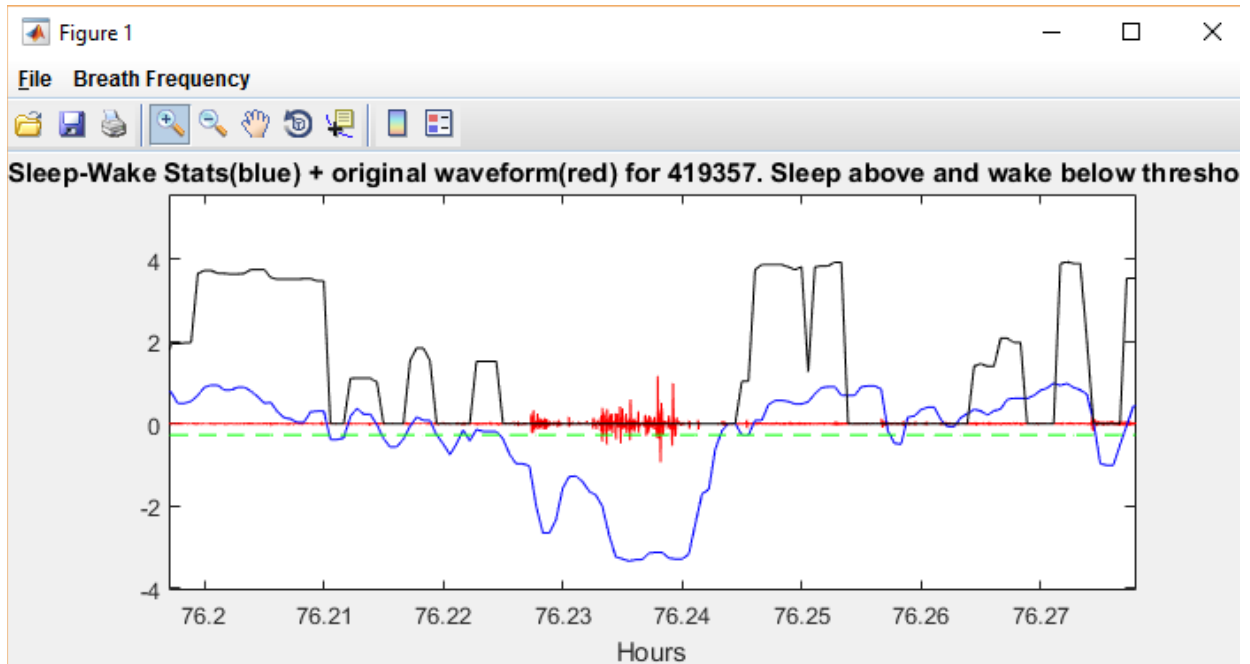 Figure 1
File Breath Frequency
Sleep-Wake Stats(blue) + original waveform(red) for 419357. Sleep above and wake below thresho
4
2
0
-2
-4
76.2 76.21 76.22 76.23 76.24 76.25 76.26 76.27
Hours